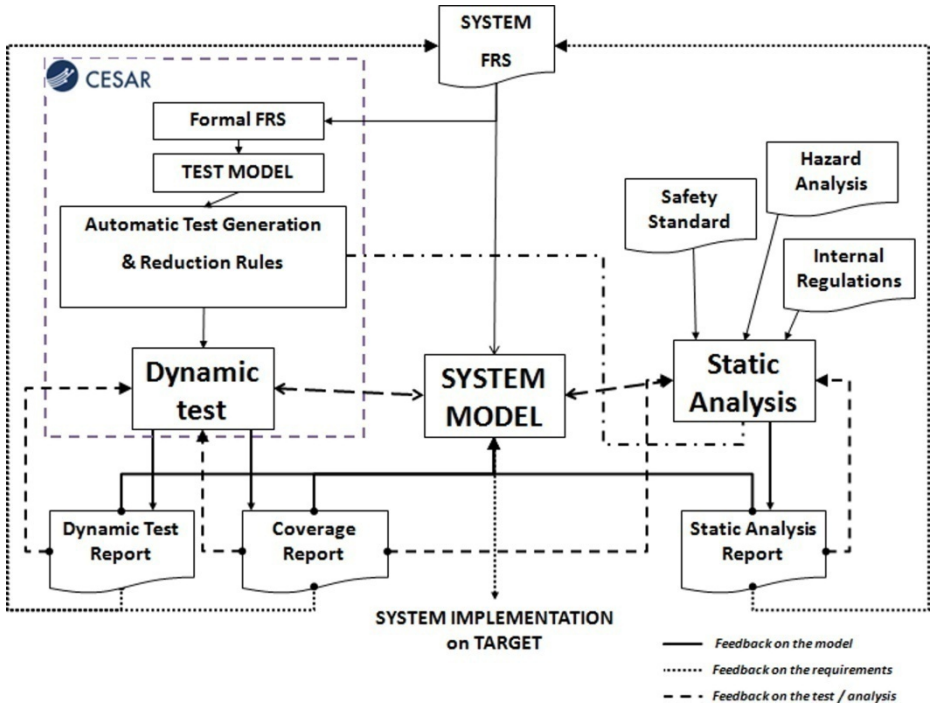 SYSTEM
FRS
CESAR
Formal FRS
TEST MODEL
Automatic Test Generation
& Reduction Rules
Hazard
Analysis
Safety
Standard
Internal
Regulations
Dynamic
test
SYSTEM
MODEL
Static
Analysis
Dynamic Test
Report
Coverage
Report
Static Analysis
Report
SYSTEM IMPLEMENTATION
on TARGET
Feedback on the model
Feedback on the requirements
Feedback on the test / analysis